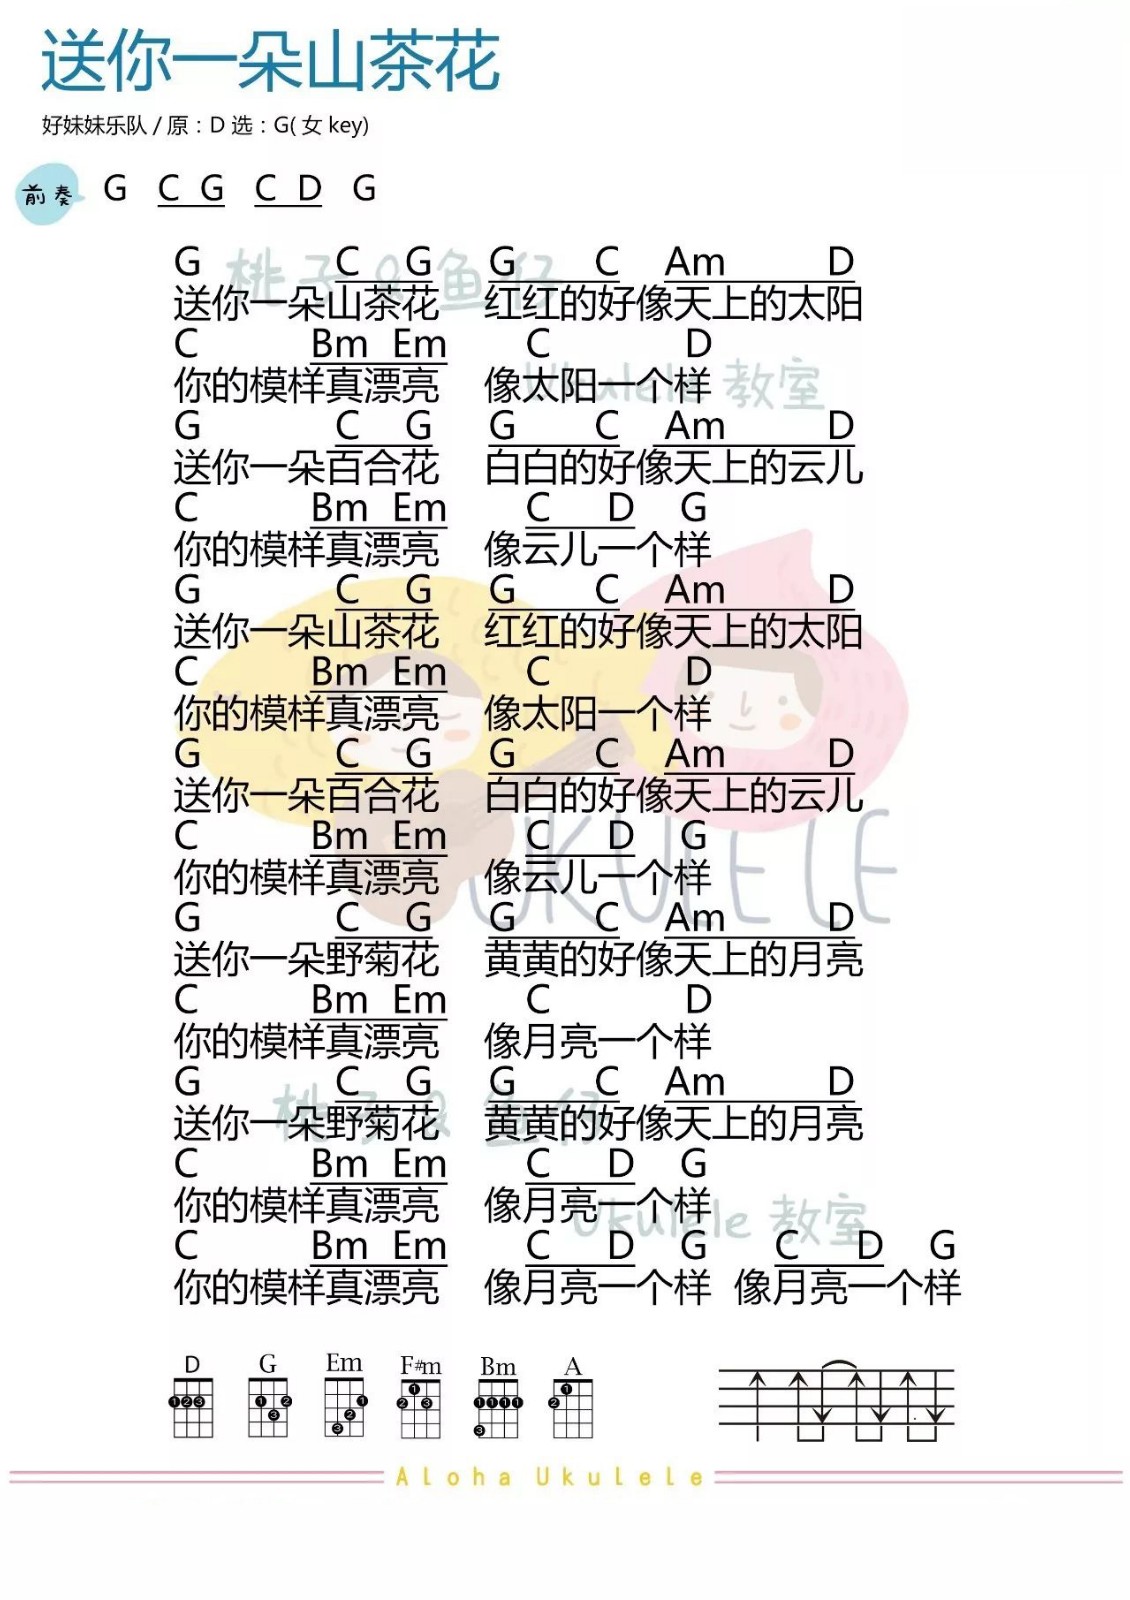 送你一朵山茶花
好妹妹乐队 / 原：D 选：G( 女 key)
前奏 G C G C D G
桃子&鱼仔
G C G G C Am D
送你一朵山茶花 红红的好像天上的太阳
C Bm Em C D
你的模样真漂亮 像太阳一个样
Ukulele 教室
G C G G C Am D
送你一朵百合花 白白的好像天上的云儿
C Bm Em C D G
你的模样真漂亮 像云儿一个样
G C G G C Am D
送你一朵山茶花 红红的好像天上的太阳
C Bm Em C D
你的模样真漂亮 像太阳一个样
G C G G C Am D
送你一朵百合花 白白的好像天上的云儿
C Bm Em C D G
你的模样真漂亮 像云儿一个样
UKULELE
G C G G C Am D
送你一朵野菊花 黄黄的好像天上的月亮
C Bm Em C D
你的模样真漂亮 像月亮一个样
G C G G C Am D
送你一朵野菊花 黄黄的好像天上的月亮
桃子&鱼仔
C Bm Em C D G
你的模样真漂亮 像月亮一个样
Ukulele 教室
C Bm Em C D G C D G
你的模样真漂亮 像月亮一个样 像月亮一个样
D G Em F#m Bm A
Aloha Ukulele